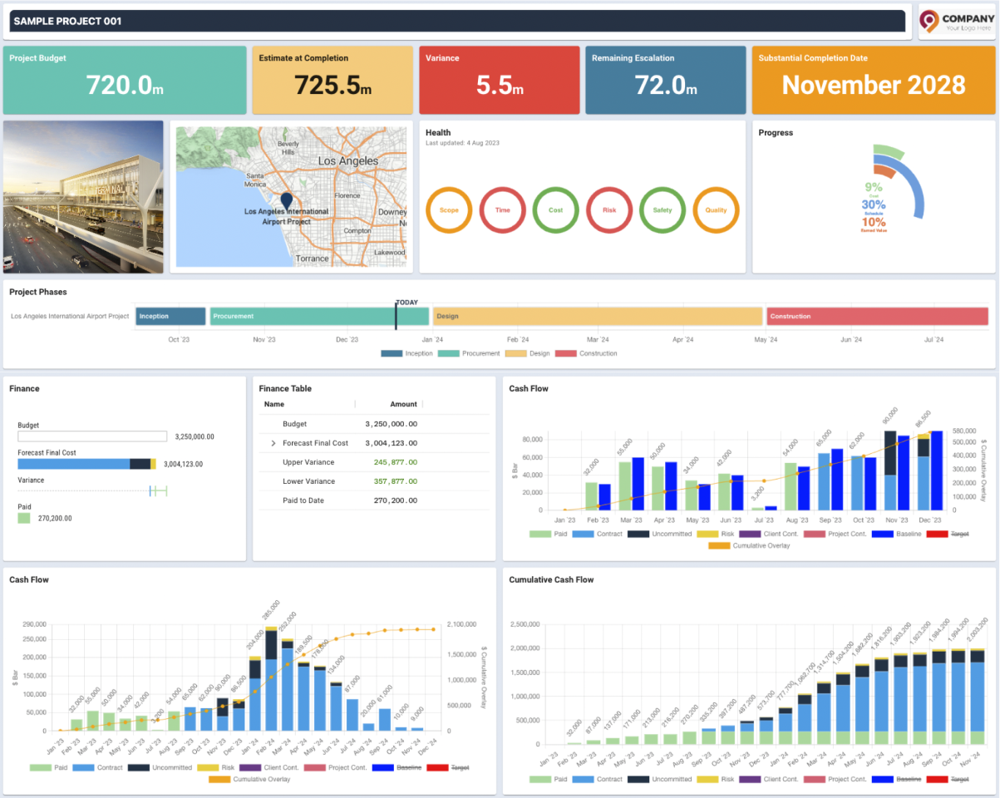 SAMPLE PROJECT 001
COMPANY
Your Logo Here
Project Budget
720.0m
Estimate at Completion
725.5m
Variance
5.5m
Remaining Escalation
72.0m
Substantial Completion Date
November 2028
TERMINAL
Beverly
Hills
Los Angeles
Santa
Monica
Florence
Los Angeles International
Airport Project
Downey
Compton
Lakewood
Torrance
Health
Last updated: 4 Aug 2023
Scope
Time
Cost
Risk
Safety
Quality
Progress
9%
30%
Schedule
10%
Earned Value
Project Phases
TODAY
Los Angeles International Airport Project
Inception
Procurement
Design
Construction
Oct '23
Nov '23
Dec '23
Jan '24
Feb '24
Mar '24
Apr '24
May '24
Jun '24
Jul '24
Inception
Procurement
Design
Construction
Finance
Budget
3,250,000.00
Forecast Final Cost
3,004,123.00
Variance
Paid
270,200.00
Finance Table
Name Amount
Budget 3,250,000.00
Forecast Final Cost 3,004,123.00
Upper Variance 245,877.00
Lower Variance 357,877.00
Paid to Date 270,200.00
Cash Flow
80,000
60,000
40,000
20,000
0
$ Bar
32,000
55,000
50,000
34,000
42,000
3,200
54,000
65,000
62,000
90,000
86,500
580,000
500,000
400,000
300,000
200,000
100,000
0
$ Cumulative Overlay
Jan '23
Feb '23
Mar '23
Apr '23
May '23
Jun '23
Jul '23
Aug '23
Sep '23
Oct '23
Nov '23
Dec '23
Paid
Contract
Uncommitted
Risk
Client Cont.
Project Cont.
Baseline
Target
Cumulative Overlay
Cash Flow
290,000
250,000
200,000
150,000
100,000
50,000
0
$ Bar
32,000
55,000
50,000
34,000
42,000
3,200
54,000
65,000
62,000
90,000
86,500
204,000
285,000
252,000
189,500
178,000
134,000
87,000
20,000
61,000
10,000
9,000
2,100,000
1,500,000
1,000,000
500,000
0
$ Cumulative Overlay
Jan '23
Feb '23
Mar '23
Apr '23
May '23
Jun '23
Jul '23
Aug '23
Sep '23
Oct '23
Nov '23
Dec '23
Jan '24
Feb '24
Mar '24
Apr '24
May '24
Jun '24
Jul '24
Aug '24
Sep '24
Oct '24
Nov '24
Dec '24
Paid
Contract
Uncommitted
Risk
Client Cont.
Project Cont.
Baseline
Target
Cumulative Overlay
Cumulative Cash Flow
2,500,000
2,000,000
1,500,000
1,000,000
500,000
0
32,000
87,000
137,000
171,000
213,000
216,200
270,200
335,200
397,200
487,200
573,700
777,700
1,062,700
1,314,700
1,504,200
1,682,200
1,816,200
1,903,200
1,923,200
1,984,200
1,994,200
2,003,200
Jan '23
Feb '23
Mar '23
Apr '23
May '23
Jun '23
Jul '23
Aug '23
Sep '23
Oct '23
Nov '23
Dec '23
Jan '24
Feb '24
Mar '24
Apr '24
May '24
Jun '24
Jul '24
Aug '24
Sep '24
Oct '24
Nov '24
Paid
Contract
Uncommitted
Risk
Client Cont.
Project Cont.
Baseline
Target